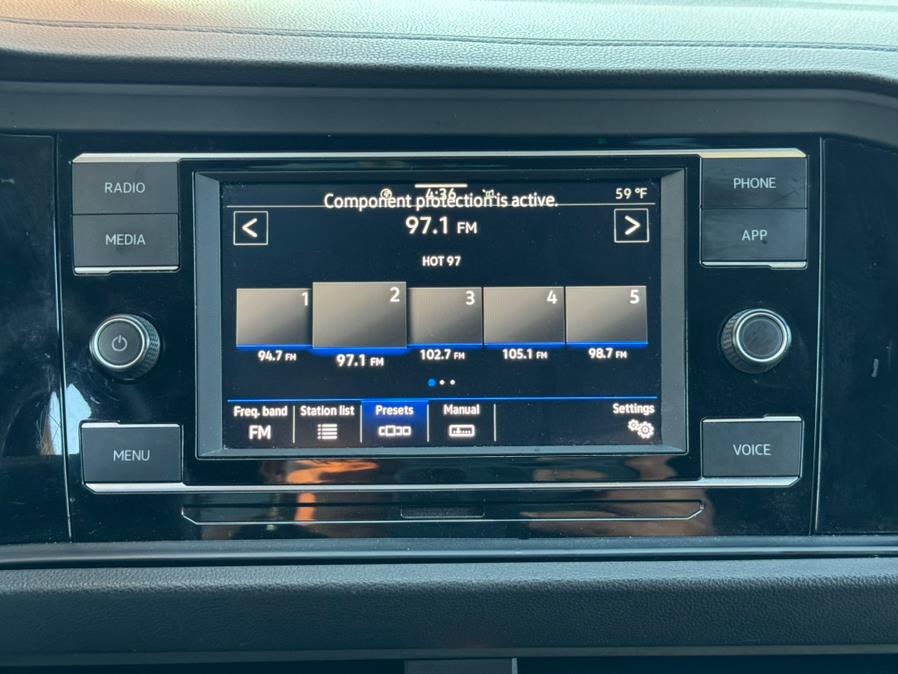 RADIO
MEDIA
MENU
4:36
59 °F
Component protection is active.
97.1 FM
HOT 97
1 2 3 4 5
94.7 FM 97.1 FM 102.7 FM 105.1 FM 98.7 FM
Freq. band Station list Presets Manual Settings
FM
PHONE
APP
VOICE